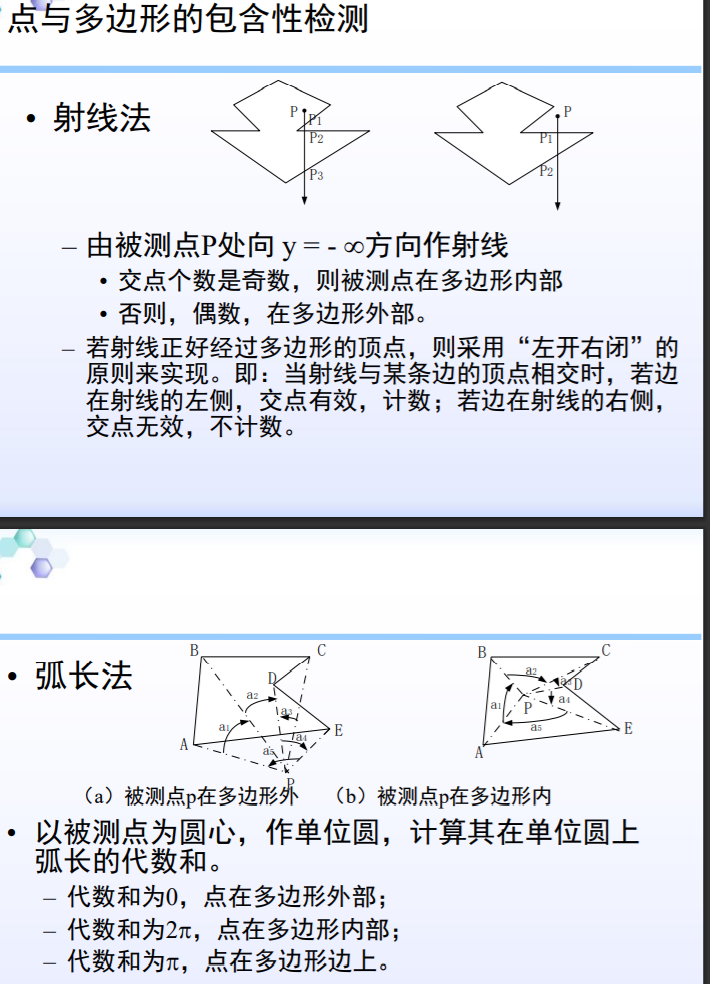 点与多边形的包含性检测
• 射线法
P
P1
P2
P3
P
P1
P2
– 由被测点P处向 y = - ∞方向作射线
• 交点个数是奇数，则被测点在多边形内部
• 否则，偶数，在多边形外部。
– 若射线正好经过多边形的顶点，则采用“左开右闭”的
原则来实现。即：当射线与某条边的顶点相交时，若边
在射线的左侧，交点有效，计数；若边在射线的右侧，
交点无效，不计数。
• 弧长法
B
C
D
a2
a3
a1
a4
E
A
a5
P
B
C
a2
a3
D
a1
P
a4
a5
E
A
（a）被测点p在多边形外
（b）被测点p在多边形内
• 以被测点为圆心，作单位圆，计算其在单位圆上
弧长的代数和。
– 代数和为0，点在多边形外部；
– 代数和为2π，点在多边形内部；
– 代数和为π，点在多边形边上。